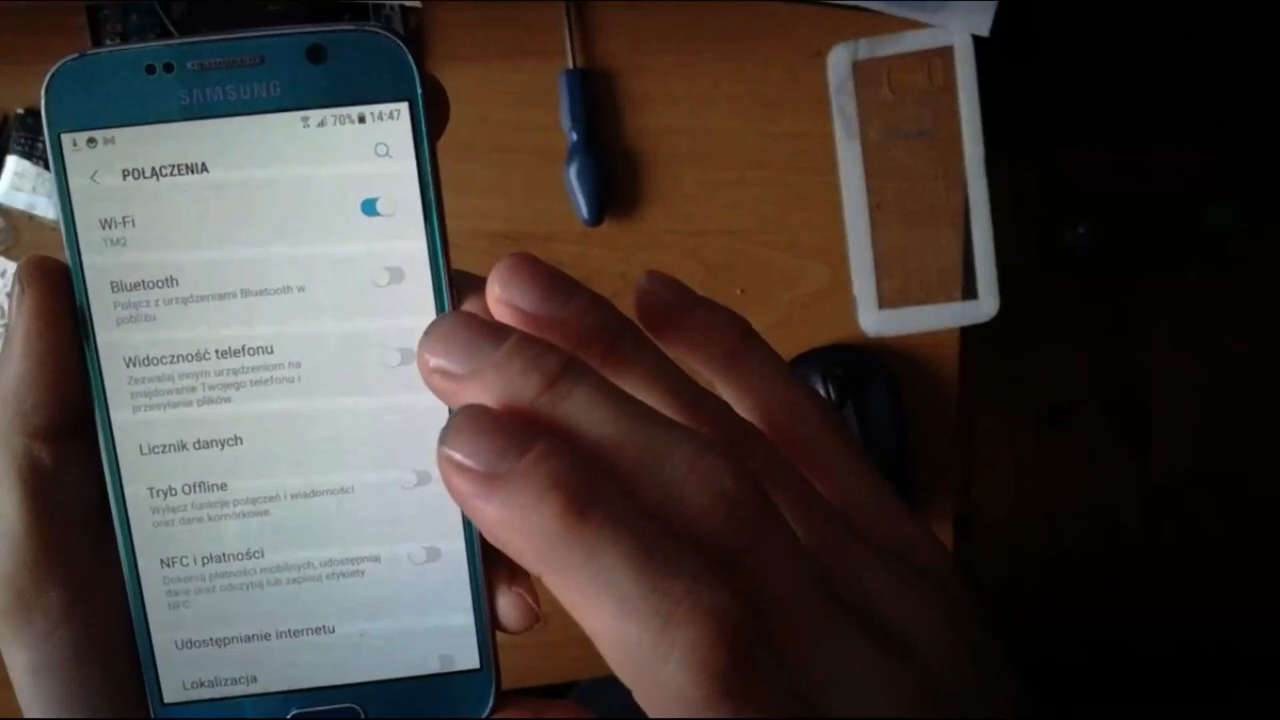 SAMSUNG
70% 14:47
POŁĄCZENIA
Wi-Fi
TM2
Bluetooth
Połącz z urządzeniami Bluetooth w
pobliżu
Widoczność telefonu
Zezwalaj innym urządzeniom na
znajdowanie Twojego telefonu i
przesyłanie plików.
Licznik danych
Tryb Offline
Wyłącz funkcje połączeń i wiadomości
oraz dane komórkowe.
NFC i płatności
Dokonuj płatności mobilnych, udostępniaj
dane oraz odczytuj lub zapisuj etykiety
NFC.
Udostępnianie internetu
Lokalizacja